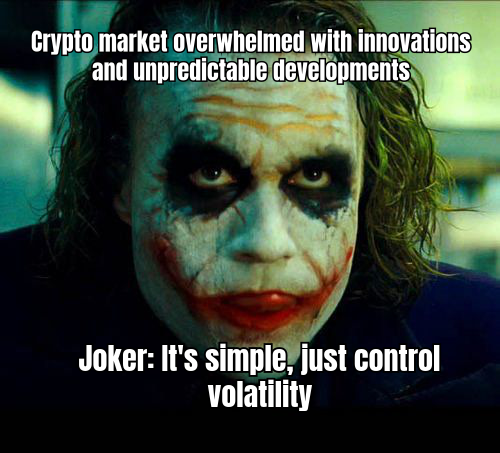 Crypto market overwhelmed with innovations
and unpredictable developments
Joker: It's simple, just control
volatility